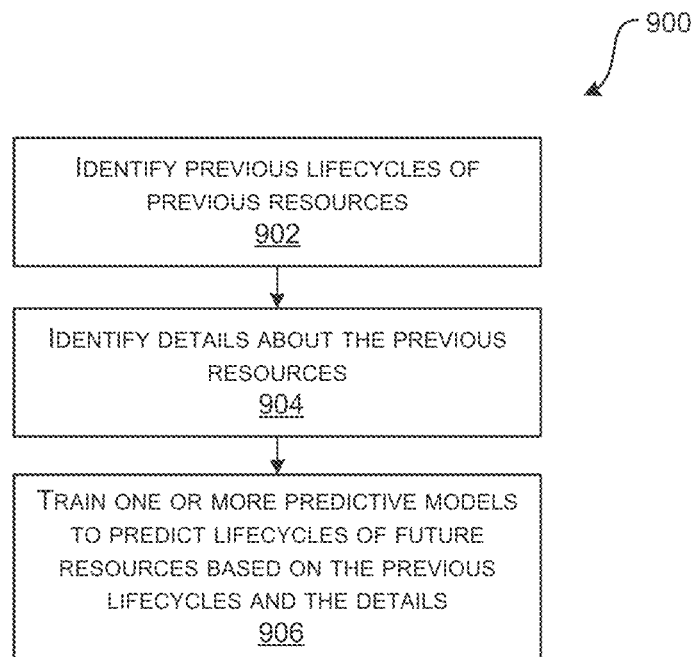 900
IDENTIFY PREVIOUS LIFECYCLES OF
PREVIOUS RESOURCES
902
IDENTIFY DETAILS ABOUT THE PREVIOUS
RESOURCES
904
TRAIN ONE OR MORE PREDICTIVE MODELS
TO PREDICT LIFECYCLES OF FUTURE
RESOURCES BASED ON THE PREVIOUS
LIFECYCLES AND THE DETAILS
906